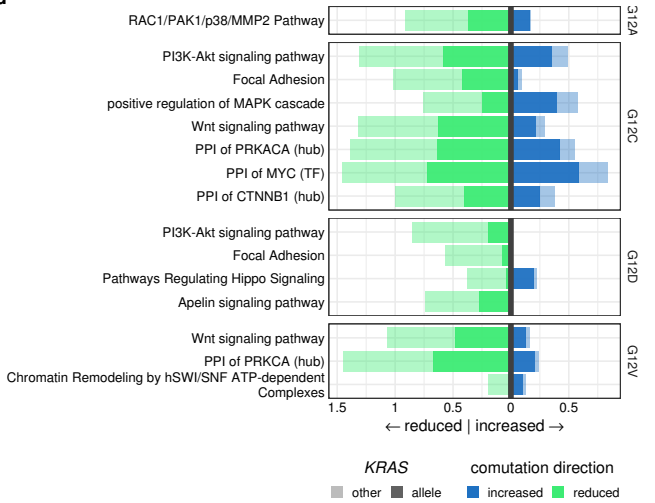 RAC1/PAK1/p38/MMP2 Pathway
G12A
PI3K-Akt signaling pathway
Focal Adhesion
positive regulation of MAPK cascade
Wnt signaling pathway
PPI of PRKACA (hub)
PPI of MYC (TF)
PPI of CTNNB1 (hub)
G12C
PI3K-Akt signaling pathway
Focal Adhesion
Pathways Regulating Hippo Signaling
Apelin signaling pathway
G12D
Wnt signaling pathway
PPI of PRKCA (hub)
Chromatin Remodeling by hSWI/SNF ATP-dependent
Complexes
G12V
1.5 1 0.5 0 0.5
← reduced | increased →
KRAS comutation direction
other allele increased reduced